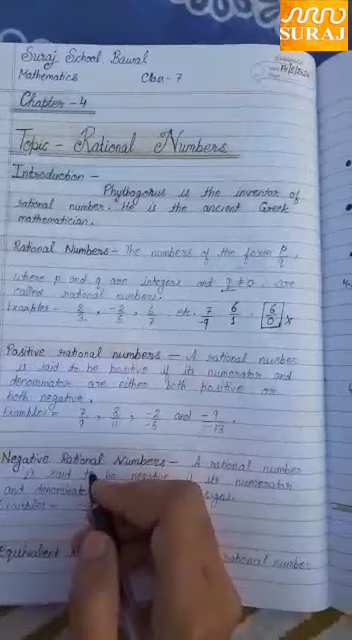 SURAJ
Suraj School Bawal
Mathematics Class - 7
Chapter - 4
Topic - Rational Numbers
Introduction -
Phythagorus is the inventor of
rational number. He is the ancient Greek
mathematician.
Rational Numbers - The numbers of the form p/q,
where p and q are integers and q ≠ 0, are
called rational numbers.
Examples - , , 6/7 etc. 7/-9 6/1 6/0 x
Positive rational numbers - A rational number
is said to be positive if its numerator and
denominator are either both positive or
both negative.
Examples = 7/9, 3/11, -2/-5 and -9/-13.
Negative Rational Numbers - A rational number
is said to be negative if its numerator
and signs.
Examples =
Equivalent rational number